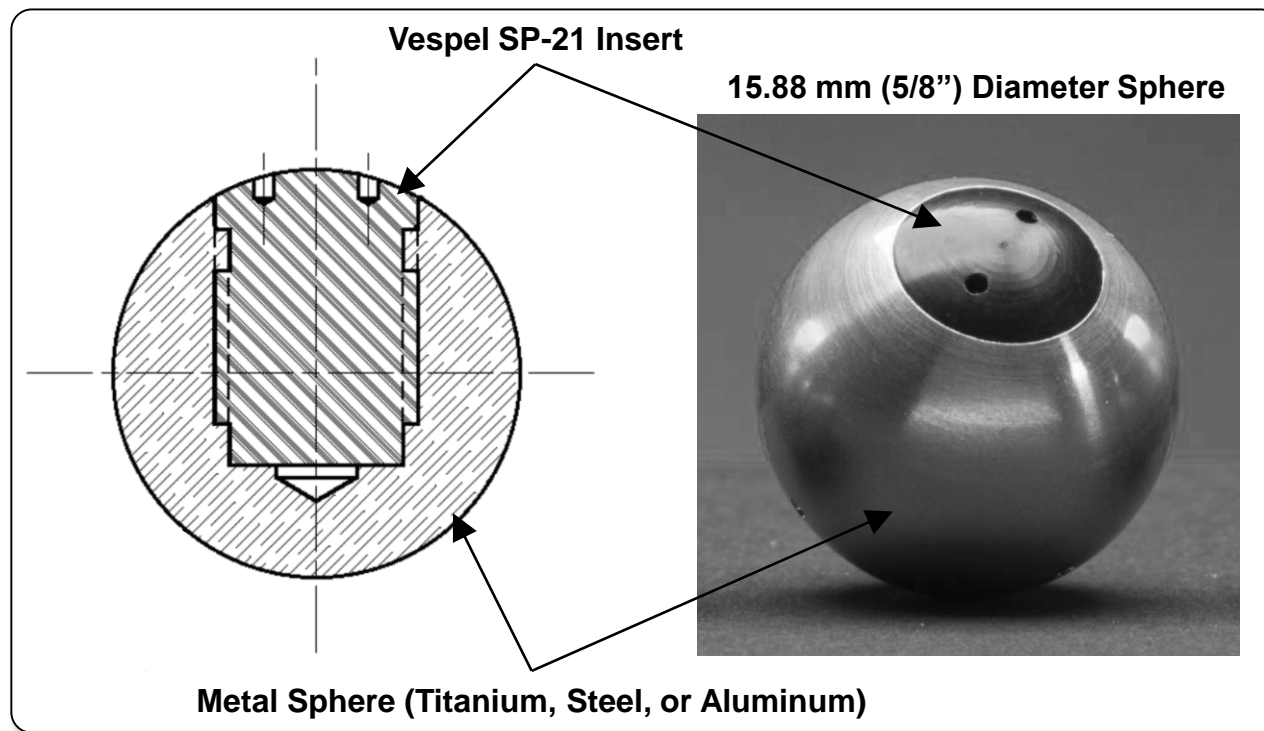 Vespel SP-21 Insert
15.88 mm (5/8”) Diameter Sphere
Metal Sphere (Titanium, Steel, or Aluminum)